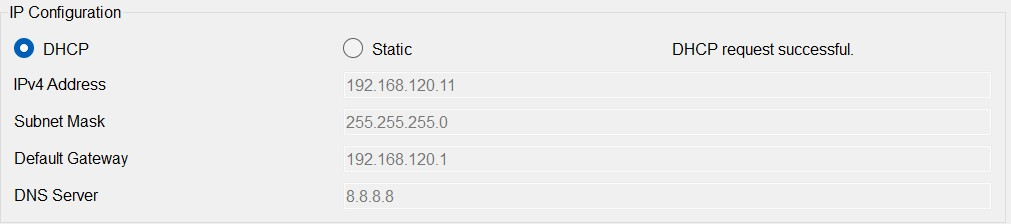 IP Configuration
DHCP Static DHCP request successful.
IPv4 Address 192.168.120.11
Subnet Mask 255.255.255.0
Default Gateway 192.168.120.1
DNS Server 8.8.8.8